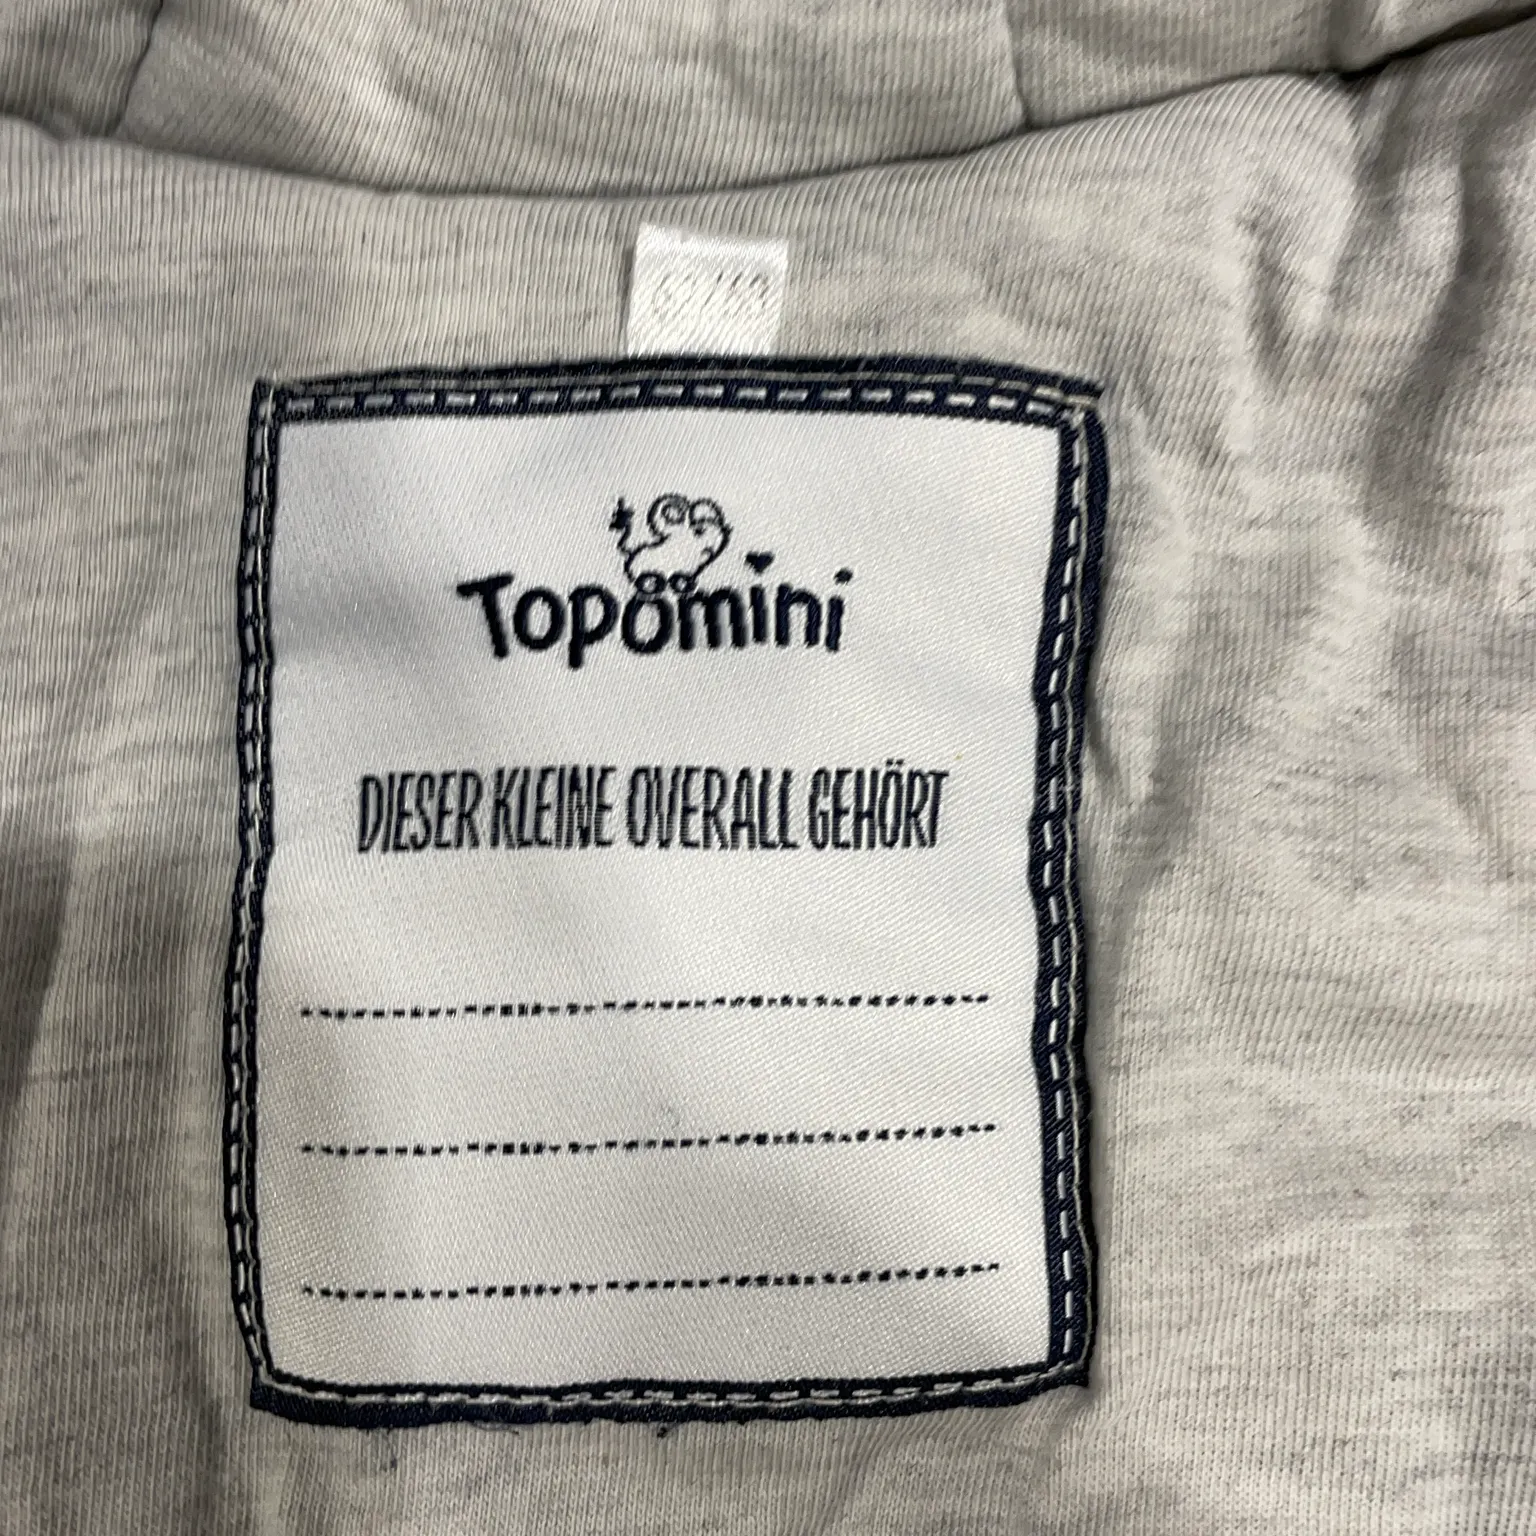 Topomini
DIESER KLEINE OVERALL GEHÖRT